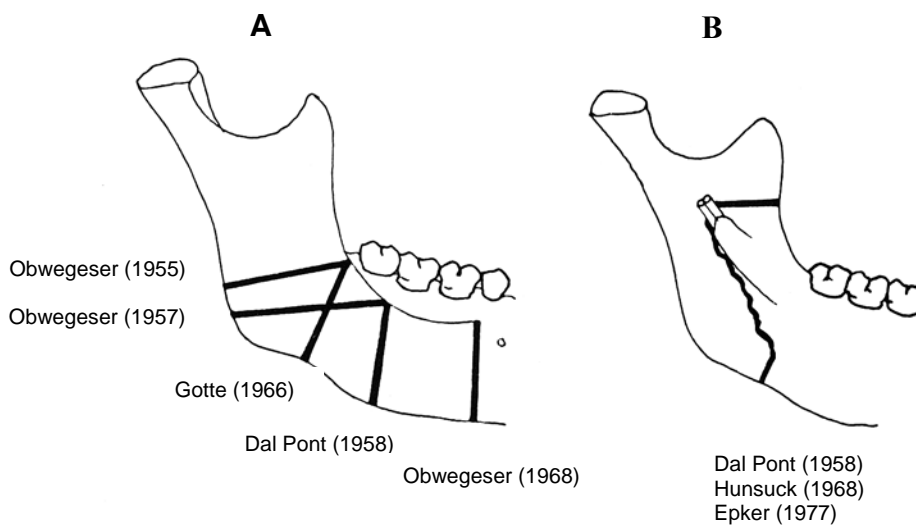 A
B
Obwegeser (1955)
Obwegeser (1957)
Gotte (1966)
Dal Pont (1958)
Obwegeser (1968)
Dal Pont (1958)
Hunsuck (1968)
Epker (1977)